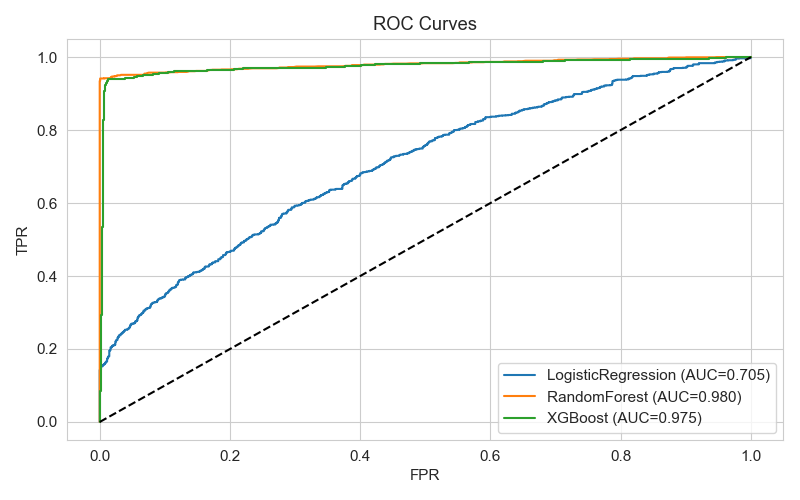 ROC Curves
TPR
1.0
0.8
0.6
0.4
0.2
0.0
LogisticRegression (AUC=0.705)
RandomForest (AUC=0.980)
XGBoost (AUC=0.975)
0.0 0.2 0.4 0.6 0.8 1.0
FPR